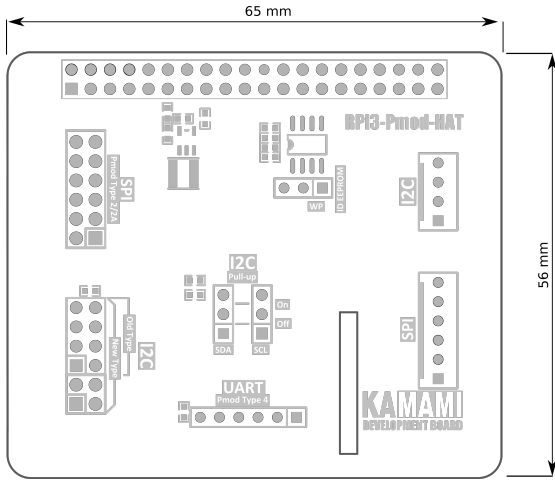 65 mm
RPi3-Pmod-HAT
SPI
Pmod Type 2/2A
WP
ID EEPROM
I2C
I2C
Pull-up
On
Off
SDA
SCL
SPI
56 mm
Old Type
New Type
I2C
UART
Pmod Type 4
KAMAMI
DEVELOPMENT BOARD